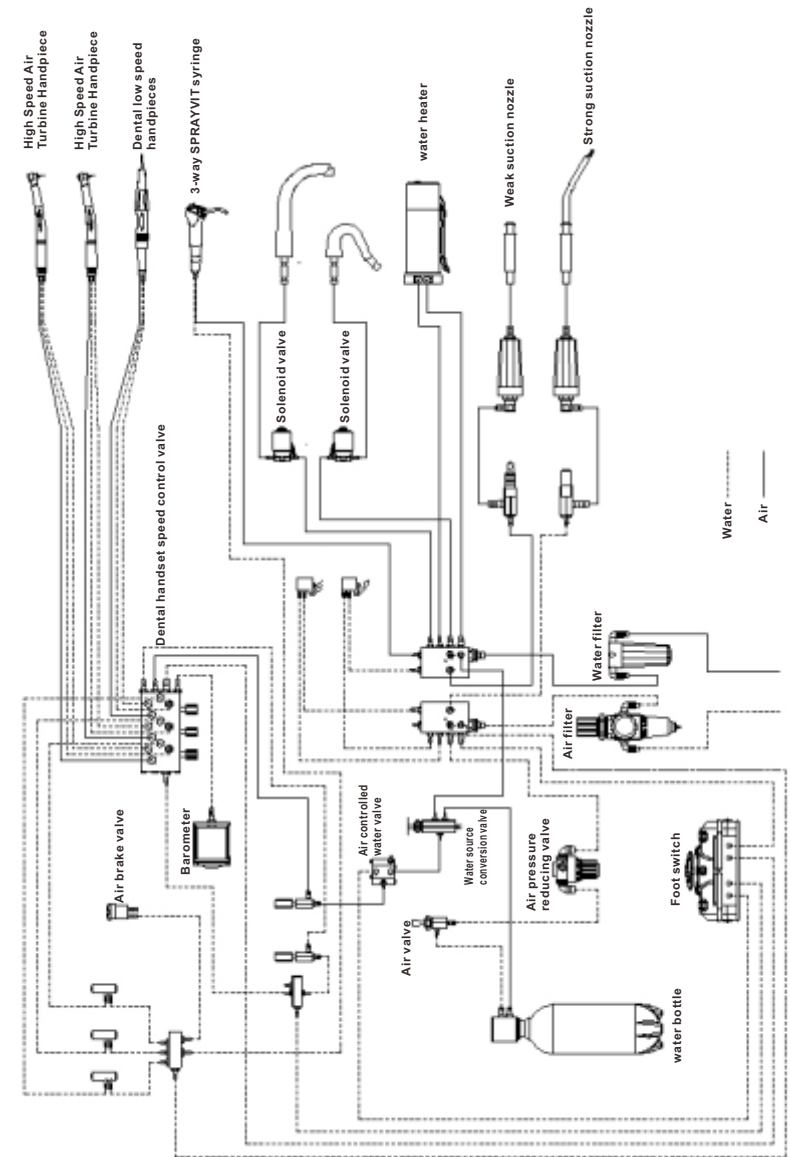 High Speed Air
Turbine Handpiece
High Speed Air
Turbine Handpiece
Dental low speed
handpieces
3-way SPRAYVIT syringe
water heater
Weak suction nozzle
Strong suction nozzle
Solenoid valve
Solenoid valve
Dental handset speed control valve
Water
Air
Water filter
Air filter
Air brake valve
Barometer
Air controlled
water valve
Water source
conversion valve
Air pressure
reducing valve
Foot switch
Air valve
water bottle